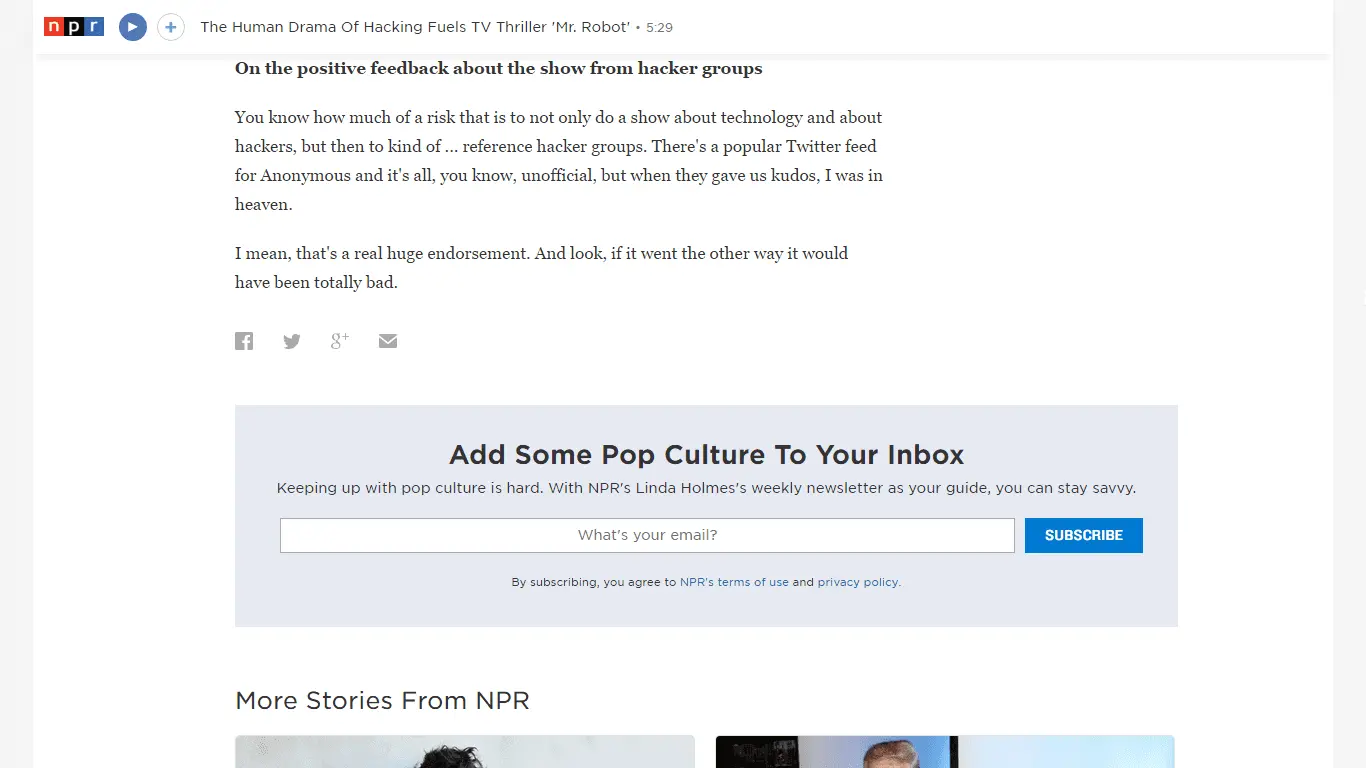 npr The Human Drama Of Hacking Fuels TV Thriller 'Mr. Robot' • 5:29
On the positive feedback about the show from hacker groups
You know how much of a risk that is to not only do a show about technology and about
hackers, but then to kind of ... reference hacker groups. There's a popular Twitter feed
for Anonymous and it's all, you know, unofficial, but when they gave us kudos, I was in
heaven.
I mean, that's a real huge endorsement. And look, if it went the other way it would
have been totally bad.
Add Some Pop Culture To Your Inbox
Keeping up with pop culture is hard. With NPR's Linda Holmes's weekly newsletter as your guide, you can stay savvy.
What's your email? SUBSCRIBE
By subscribing, you agree to NPR's terms of use and privacy policy.
More Stories From NPR